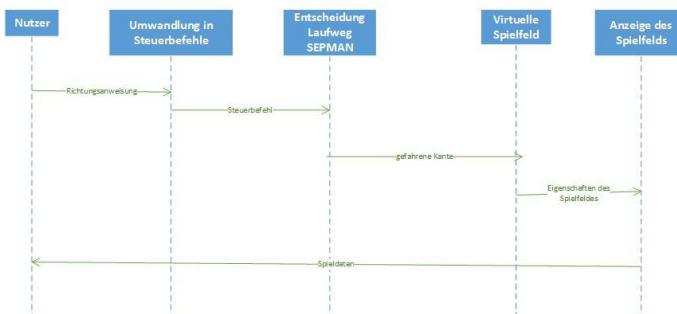 Nutzer
Umwandlung in
Steuerbefehle
Entscheidung
Laufweg
SEPMAN
Virtuelle
Spielfeld
Anzeige des
Spielfelds
Richtungsanweisung
Steuerbefehl
gefahrene Kante
Eigenschaften des
Spielfeldes
Spieldaten